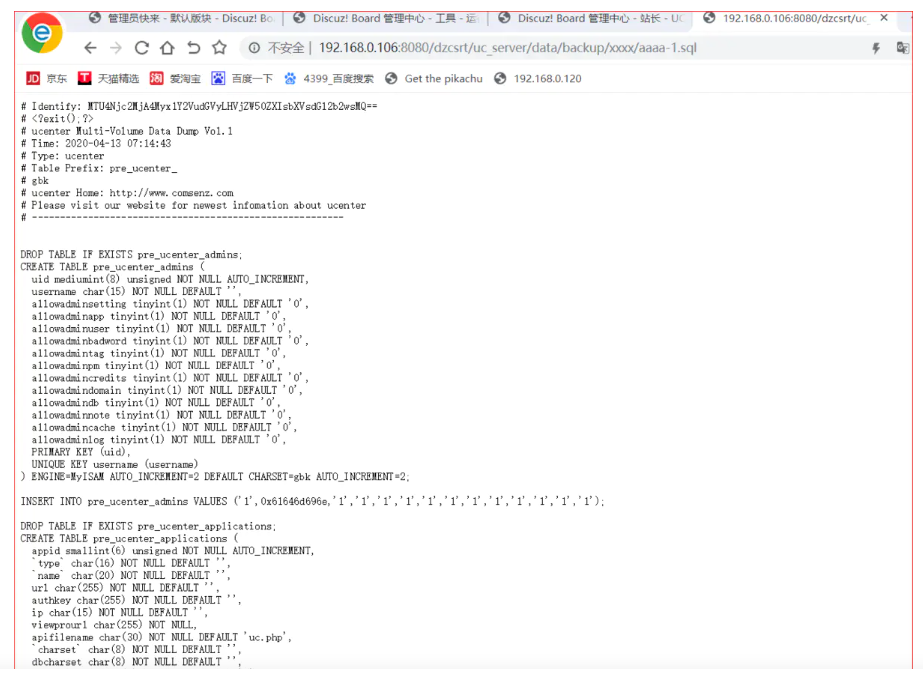 管理员快来 - 默认版块 - Discuz! Bo
Discuz! Board 管理中心 - 工具 - 运
Discuz! Board 管理中心 - 站长 - UC
192.168.0.106:8080/dzcsrt/uc_
不安全 | 192.168.0.106:8080/dzcsrt/uc_server/data/backup/xxxx/aaaa-1.sql
京东 天猫精选 爱淘宝 百度一下 4399_百度搜索 Get the pikachu 192.168.0.120
# <?exit();?>
# ucenter Multi-Volume Data Dump Vol.1
# Time: 2020-04-13 07:14:43
# Type: ucenter
# Table Prefix: pre_ucenter_
# gbk
# ucenter Home: http://www.comsenz.com
# Please visit our website for newest infomation about ucenter
# --------------------------------------------------------
DROP TABLE IF EXISTS pre_ucenter_admins;
CREATE TABLE pre_ucenter_admins (
uid mediumint(8) unsigned NOT NULL AUTO_INCREMENT,
username char(15) NOT NULL DEFAULT '',
allowadminsetting tinyint(1) NOT NULL DEFAULT '0',
allowadminapp tinyint(1) NOT NULL DEFAULT '0',
allowadminuser tinyint(1) NOT NULL DEFAULT '0',
allowadminbadword tinyint(1) NOT NULL DEFAULT '0',
allowadmintag tinyint(1) NOT NULL DEFAULT '0',
allowadminpm tinyint(1) NOT NULL DEFAULT '0',
allowadmincredits tinyint(1) NOT NULL DEFAULT '0',
allowadmindomain tinyint(1) NOT NULL DEFAULT '0',
allowadmindb tinyint(1) NOT NULL DEFAULT '0',
allowadminnote tinyint(1) NOT NULL DEFAULT '0',
allowadmincache tinyint(1) NOT NULL DEFAULT '0',
allowadminlog tinyint(1) NOT NULL DEFAULT '0',
PRIMARY KEY (uid),
UNIQUE KEY username (username)
) ENGINE=MyISAM AUTO_INCREMENT=2 DEFAULT CHARSET=gbk AUTO_INCREMENT=2;
INSERT INTO pre_ucenter_admins VALUES ('1',0x61646d696e,'1','1','1','1','1','1','1','1','1','1','1','1');
DROP TABLE IF EXISTS pre_ucenter_applications;
CREATE TABLE pre_ucenter_applications (
appid smallint(6) unsigned NOT NULL AUTO_INCREMENT,
`type` char(16) NOT NULL DEFAULT '',
`name` char(20) NOT NULL DEFAULT '',
url char(255) NOT NULL DEFAULT '',
authkey char(255) NOT NULL DEFAULT '',
ip char(15) NOT NULL DEFAULT '',
viewprourl char(255) NOT NULL,
apifilename char(30) NOT NULL DEFAULT 'uc.php',
`charset` char(8) NOT NULL DEFAULT '',
dbcharset char(8) NOT NULL DEFAULT '',